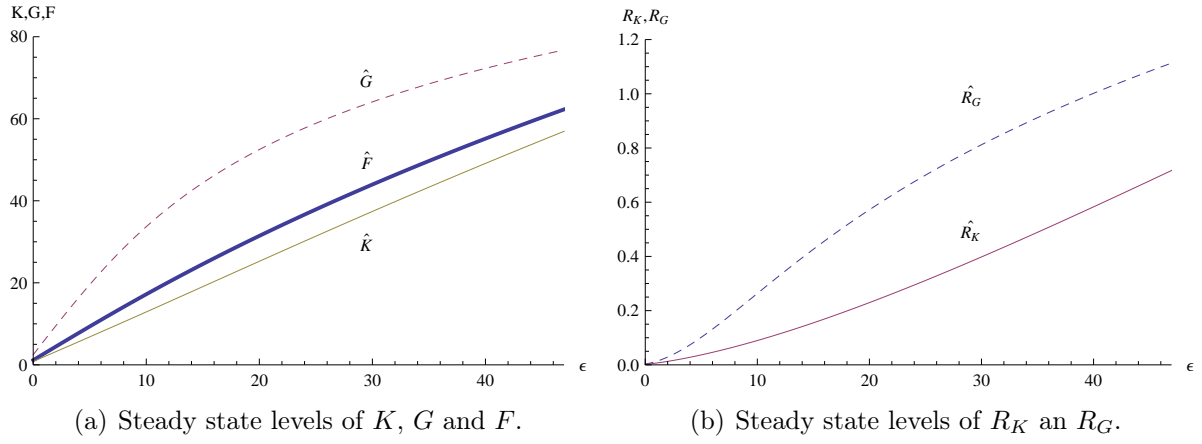 K,G,F
80
60
40
20
0
Ĝ
F̂
K̂
0 10 20 30 40 ϵ
(a) Steady state levels of K, G and F.
R_K,R_G
1.2
1.0
0.8
0.6
0.4
0.2
0.0
R̂_G
R̂_K
0 10 20 30 40 ϵ
(b) Steady state levels of R_K an R_G.